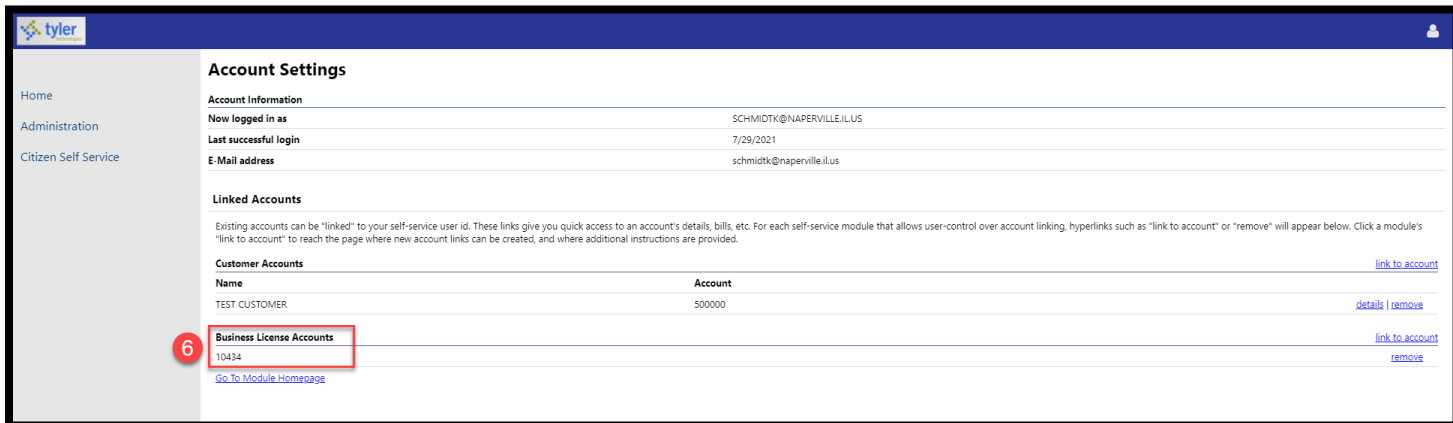 tyler
technologies
Account Settings
Home
Account Information
Now logged in as SCHMIDTK@NAPERVILLE.IL.US
Administration
Last successful login 7/29/2021
Citizen Self Service
E-Mail address schmidtk@naperville.il.us
Linked Accounts
Existing accounts can be "linked" to your self-service user id. These links give you quick access to an account's details, bills, etc. For each self-service module that allows user-control over account linking, hyperlinks such as "link to account" or "remove" will appear below. Click a module's
"link to account" to reach the page where new account links can be created, and where additional instructions are provided.
Customer Accounts link to account
Name Account
TEST CUSTOMER 500000 details | remove
Business License Accounts link to account
6
10434 remove
Go To Module Homepage